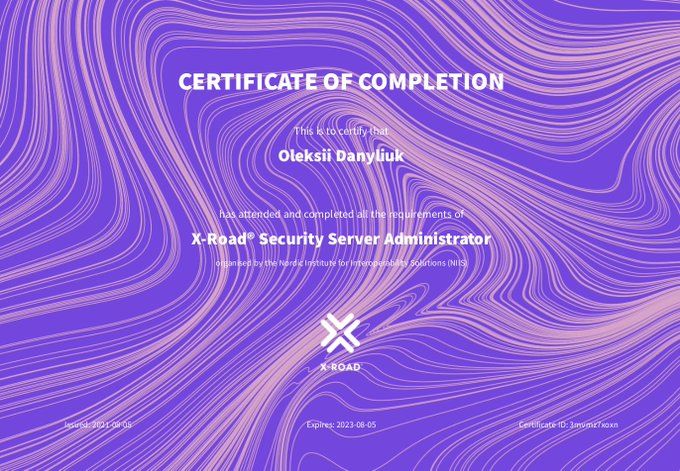 CERTIFICATE OF COMPLETION
This is to certify that
Oleksii Danyliuk
has attended and completed all the requirements of
X-Road® Security Server Administrator
organised by the Nordic Institute for Interoperability Solutions (NIIS)
X-ROAD
Issued: 2021-08-05 Expires: 2023-08-05 Certificate ID: 3mvmz7xoxn